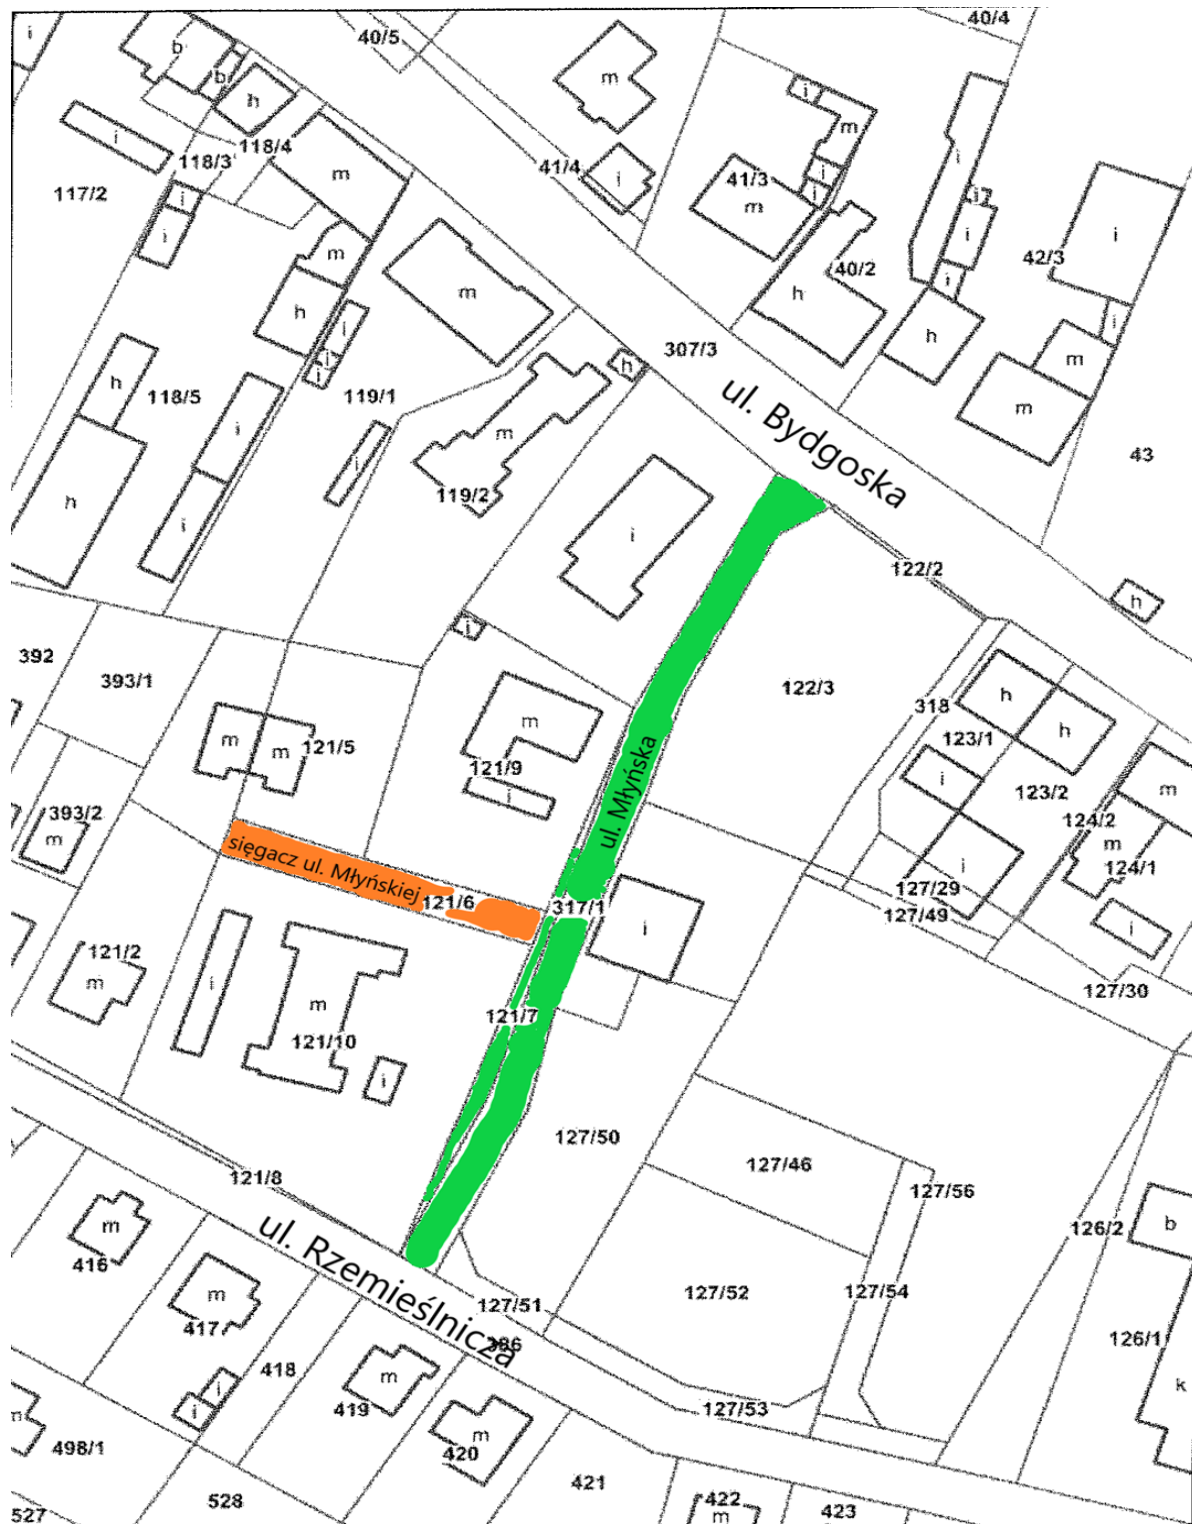 i
b
40/5
40/4
m
b
h
i
i
m
118/4
118/3
m
41/4
i
41/3
i
i
117/2
i
m
i
i
i
i
42/3
m
40/2
m
h
i
h
i
i
307/3
h
m
i
i
h
h
118/5
119/1
ul. Bydgoska
m
i
m
43
i
119/2
h
i
i
122/2
h
i
392
393/1
122/3
h
318
m
h
123/1
m
m
121/5
121/9
i
m
i
123/2
ul. Młyńska
393/2
124/2
m
m
sięgacz ul. Młyńskiej
i
124/1
127/29
121/6
317/1
127/49
i
i
121/2
m
i
127/30
m
121/7
121/10
i
127/50
127/46
121/8
127/56
m
ul. Rzemieślnicza
126/2
b
416
m
127/51
127/52
127/54
417
386
126/1
418
m
k
i
419
127/53
i
m
m
498/1
420
421
528
422
423
527
m